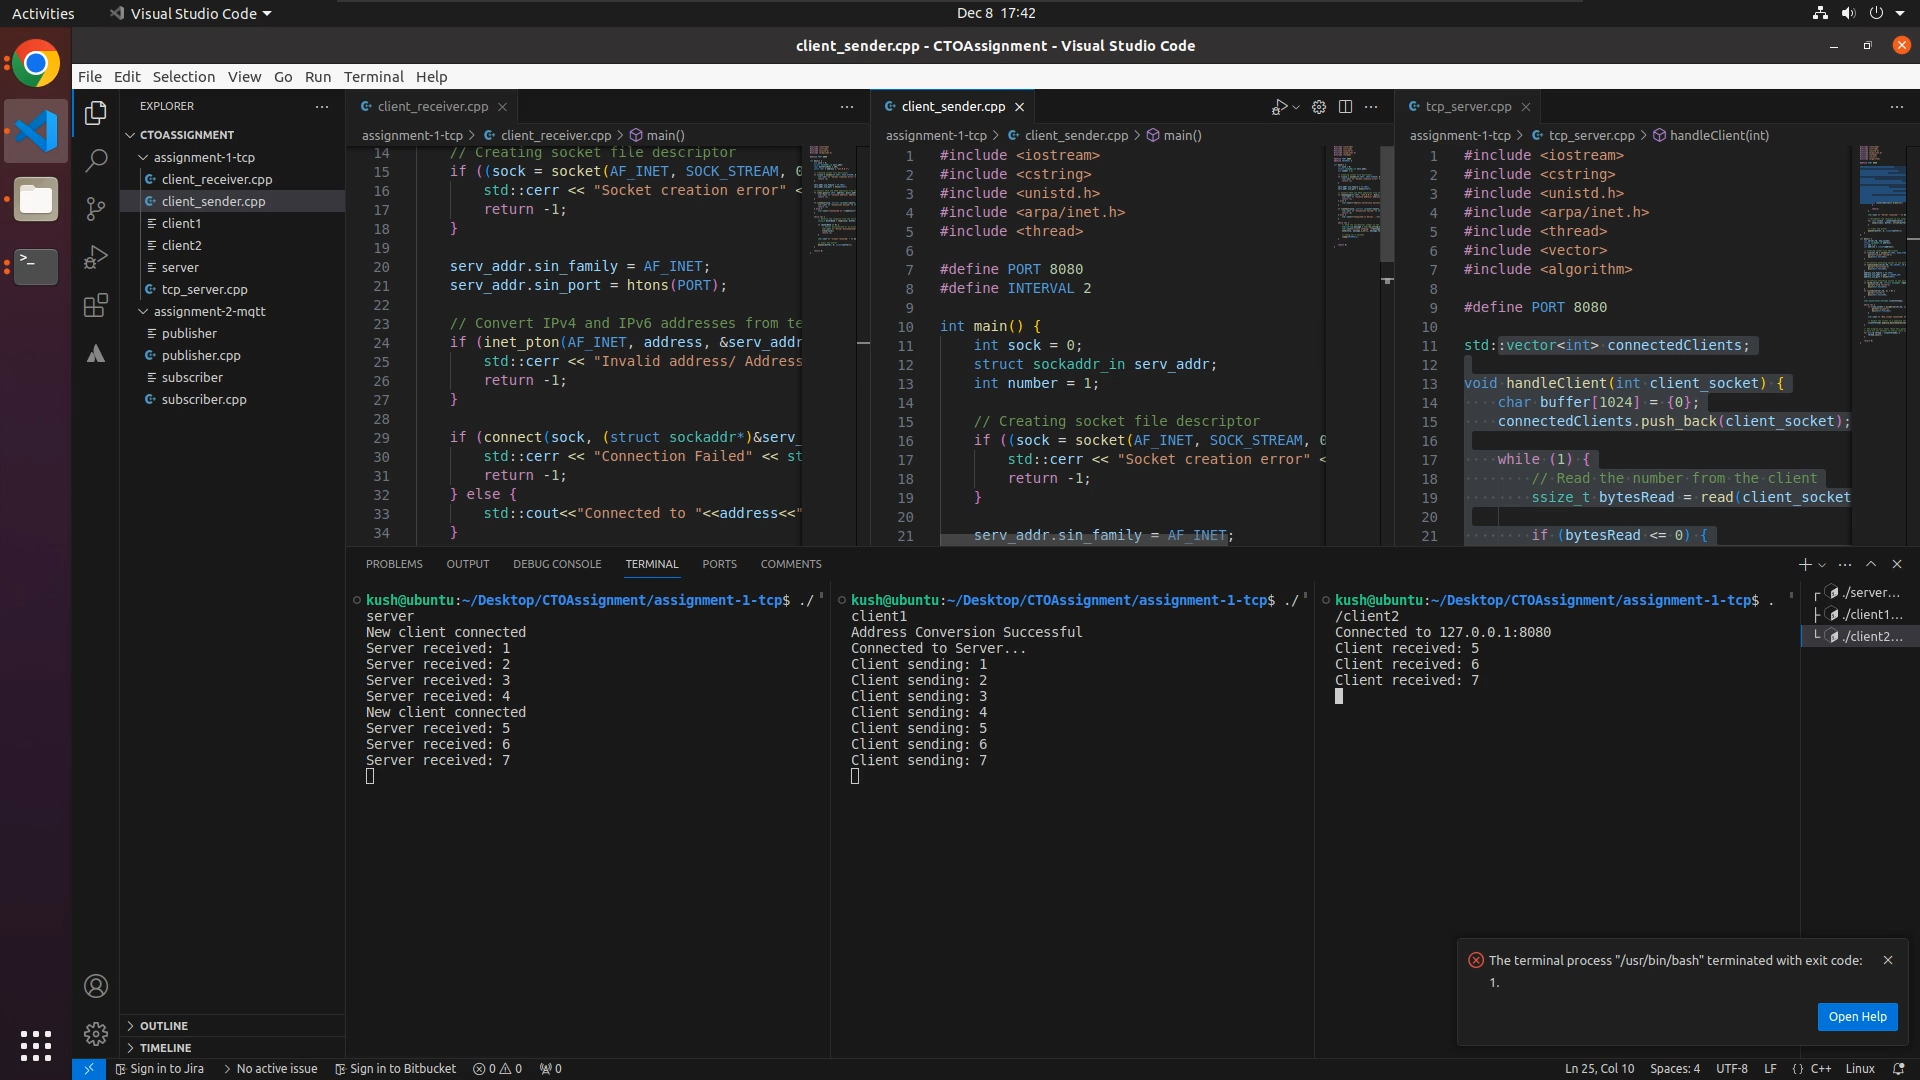 Activities
Visual Studio Code
Dec 8 17:42
client_sender.cpp - CTOAssignment - Visual Studio Code
File Edit Selection View Go Run Terminal Help
EXPLORER
CTOASSIGNMENT
assignment-1-tcp
client_receiver.cpp
client_sender.cpp
client1
client2
server
tcp_server.cpp
assignment-2-mqtt
publisher
publisher.cpp
subscriber
subscriber.cpp
OUTLINE
TIMELINE
client_receiver.cpp
assignment-1-tcp > client_receiver.cpp > main()
14 // Creating socket file descriptor
15 if ((sock = socket(AF_INET, SOCK_STREAM, 0
16 std::cerr << "Socket creation error" <
17 return -1;
18 }
19
20 serv_addr.sin_family = AF_INET;
21 serv_addr.sin_port = htons(PORT);
22
23 // Convert IPv4 and IPv6 addresses from te
24 if (inet_pton(AF_INET, address, &serv_addr
25 std::cerr << "Invalid address/ Address
26 return -1;
27 }
28
29 if (connect(sock, (struct sockaddr*)&serv_
30 std::cerr << "Connection Failed" << st
31 return -1;
32 } else {
33 std::cout<<"Connected to "<<address<<"
34 }
client_sender.cpp
assignment-1-tcp > client_sender.cpp > main()
1 #include <iostream>
2 #include <cstring>
3 #include <unistd.h>
4 #include <arpa/inet.h>
5 #include <thread>
6
7 #define PORT 8080
8 #define INTERVAL 2
9
10 int main() {
11 int sock = 0;
12 struct sockaddr_in serv_addr;
13 int number = 1;
14
15 // Creating socket file descriptor
16 if ((sock = socket(AF_INET, SOCK_STREAM, 0
17 std::cerr << "Socket creation error" <
18 return -1;
19 }
20
21 serv_addr.sin_family = AF_INET;
tcp_server.cpp
assignment-1-tcp > tcp_server.cpp > handleClient(int)
1 #include <iostream>
2 #include <cstring>
3 #include <unistd.h>
4 #include <arpa/inet.h>
5 #include <thread>
6 #include <vector>
7 #include <algorithm>
8
9 #define PORT 8080
10
11 std::vector<int> connectedClients;
12
13 void handleClient(int client_socket) {
14 char buffer[1024] = {0};
15 connectedClients.push_back(client_socket);
16
17 while (1) {
18 // Read the number from the client
19 ssize_t bytesRead = read(client_socket
20
21 if (bytesRead <= 0) {
PROBLEMS OUTPUT DEBUG CONSOLE TERMINAL PORTS COMMENTS
kush@ubuntu:~/Desktop/CTOAssignment/assignment-1-tcp$ ./
server
New client connected
Server received: 1
Server received: 2
Server received: 3
Server received: 4
New client connected
Server received: 5
Server received: 6
Server received: 7
kush@ubuntu:~/Desktop/CTOAssignment/assignment-1-tcp$ ./
client1
Address Conversion Successful
Connected to Server...
Client sending: 1
Client sending: 2
Client sending: 3
Client sending: 4
Client sending: 5
Client sending: 6
Client sending: 7
kush@ubuntu:~/Desktop/CTOAssignment/assignment-1-tcp$ .
/client2
Connected to 127.0.0.1:8080
Client received: 5
Client received: 6
Client received: 7
./server...
./client1...
./client2...
The terminal process "/usr/bin/bash" terminated with exit code:
1.
Open Help
Sign in to Jira
No active issue
Sign in to Bitbucket
0 0
0
Ln 25, Col 10
Spaces: 4
UTF-8
LF
{ } C++
Linux